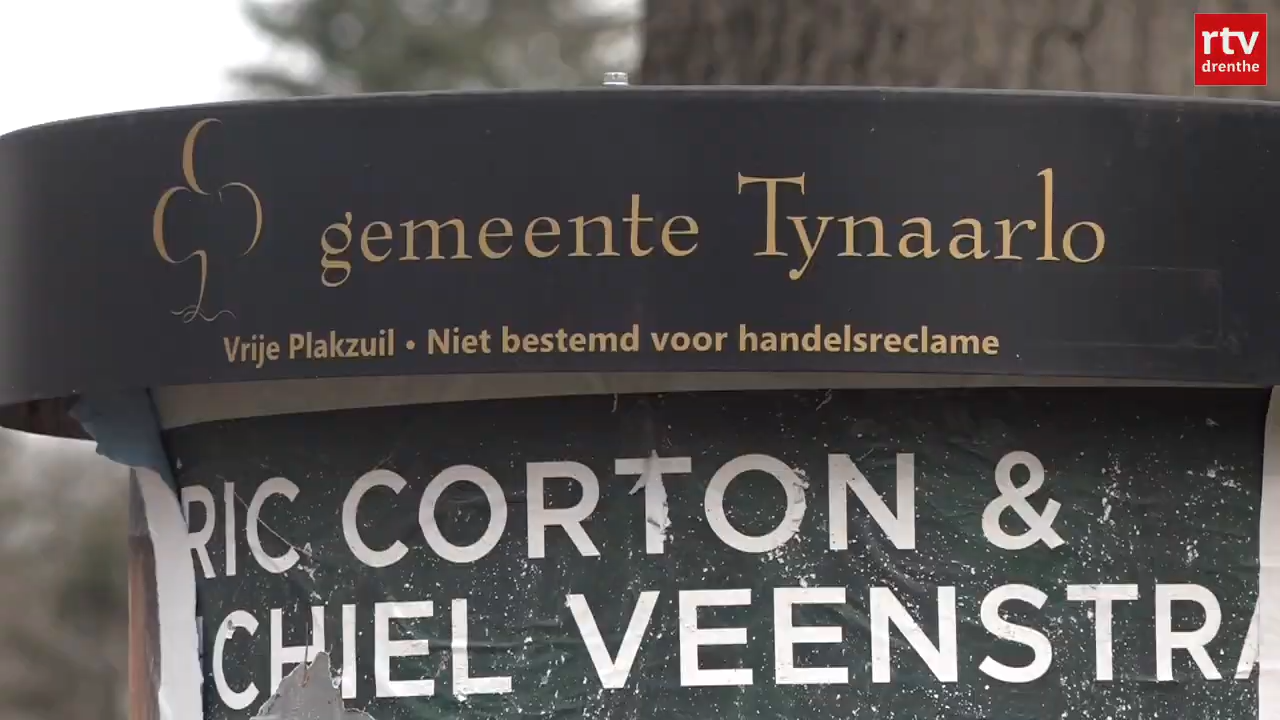 rtv
drenthe
gemeente Tynaarlo
Vrije Plakzuil • Niet bestemd voor handelsreclame
RIC CORTON &
CHIEL VEENSTRA